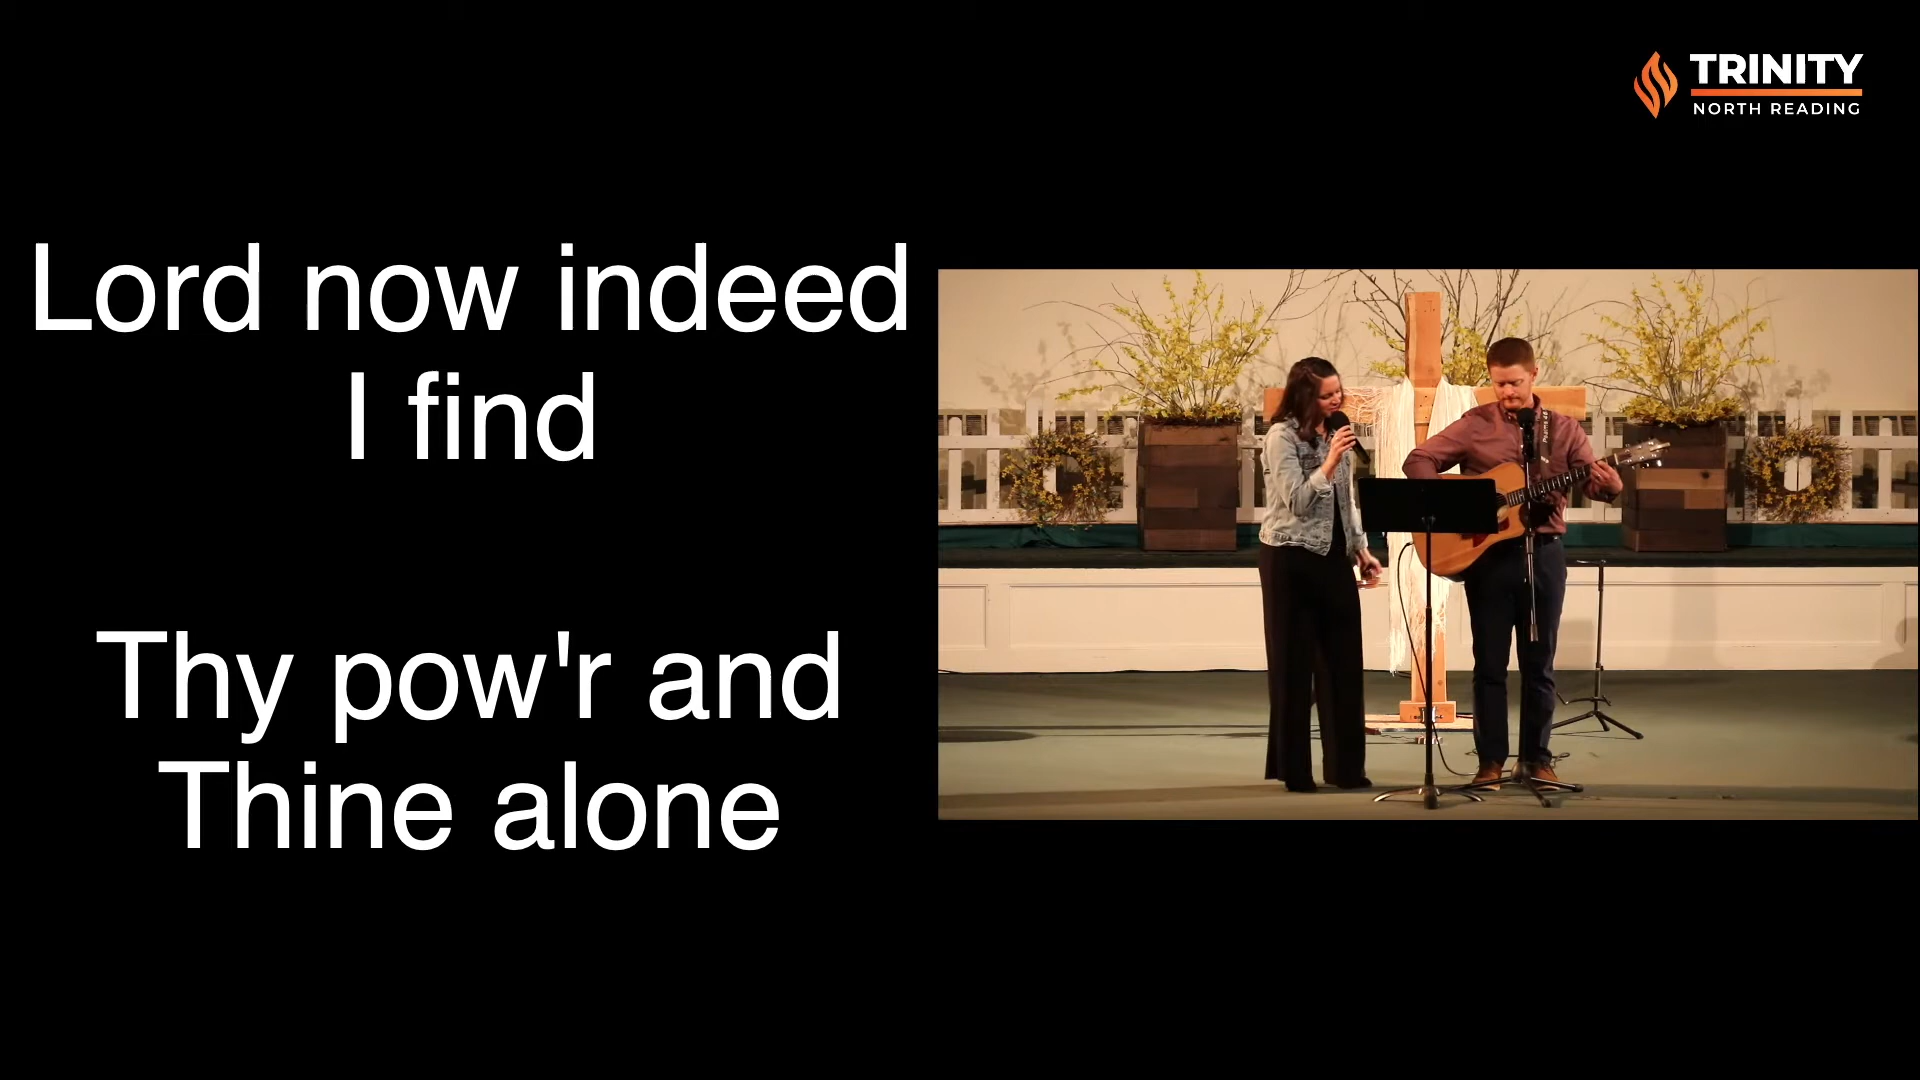 TRINITY
NORTH READING
Lord now indeed
I find
Thy pow'r and
Thine alone